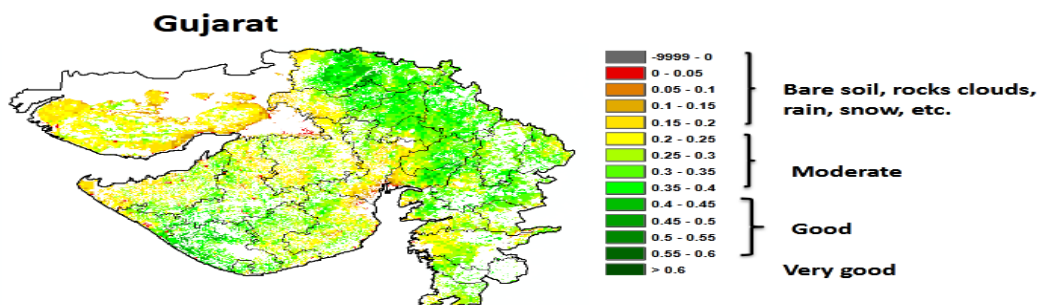 Gujarat
-9999 - 0
0 - 0.05
0.05 - 0.1
0.1 - 0.15
0.15 - 0.2
0.2 - 0.25
0.25 - 0.3
0.3 - 0.35
0.35 - 0.4
0.4 - 0.45
0.45 - 0.5
0.5 - 0.55
0.55 - 0.6
> 0.6
Bare soil, rocks clouds,
rain, snow, etc.
Moderate
Good
Very good